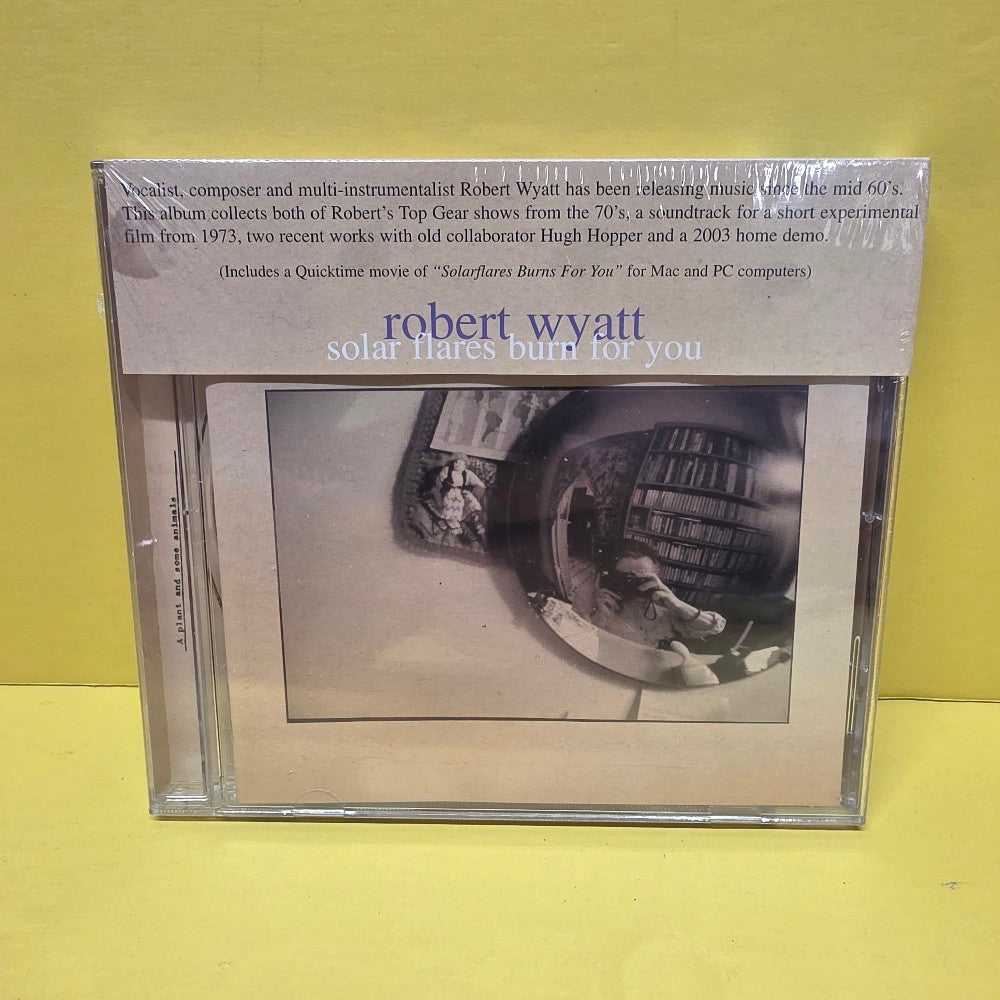 Vocalist, composer and multi-instrumentalist Robert Wyatt has been releasing music since the mid 60's.
This album collects both of Robert's Top Gear shows from the 70's, a soundtrack for a short experimental
film from 1973, two recent works with old collaborator Hugh Hopper and a 2003 home demo.
(Includes a Quicktime movie of "Solarflares Burns For You" for Mac and PC computers)
robert wyatt
solar flares burn for you
A plant and some animals